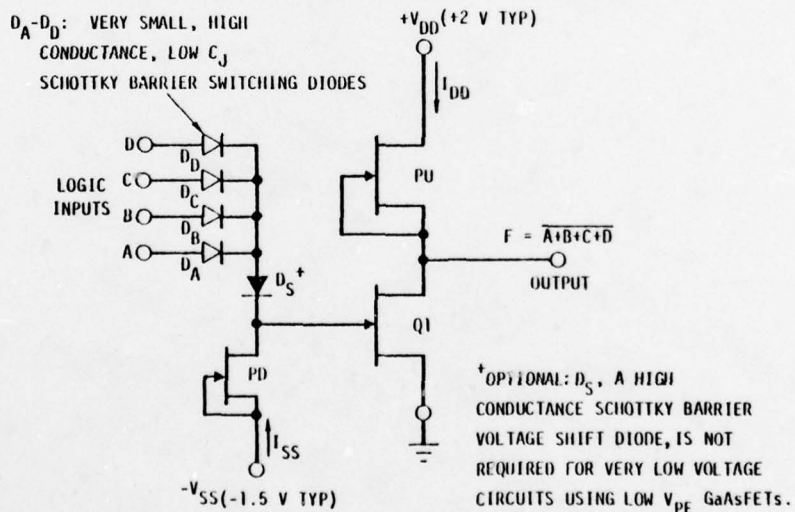 D_A-D_D: VERY SMALL, HIGH
CONDUCTANCE, LOW C_J
SCHOTTKY BARRIER SWITCHING DIODES
+V_DD(+2 V TYP)
I_DD
D
D_D
C
D_C
LOGIC
INPUTS
B
D_B
A
D_A
D_S+
PU
F = \overline{A+B+C+D}
OUTPUT
Q1
PD
I_SS
-V_SS(-1.5 V TYP)
+OPTIONAL: D_S, A HIGH
CONDUCTANCE SCHOTTKY BARRIER
VOLTAGE SHIFT DIODE, IS NOT
REQUIRED FOR VERY LOW VOLTAGE
CIRCUITS USING LOW V_PE GaAsFETs.